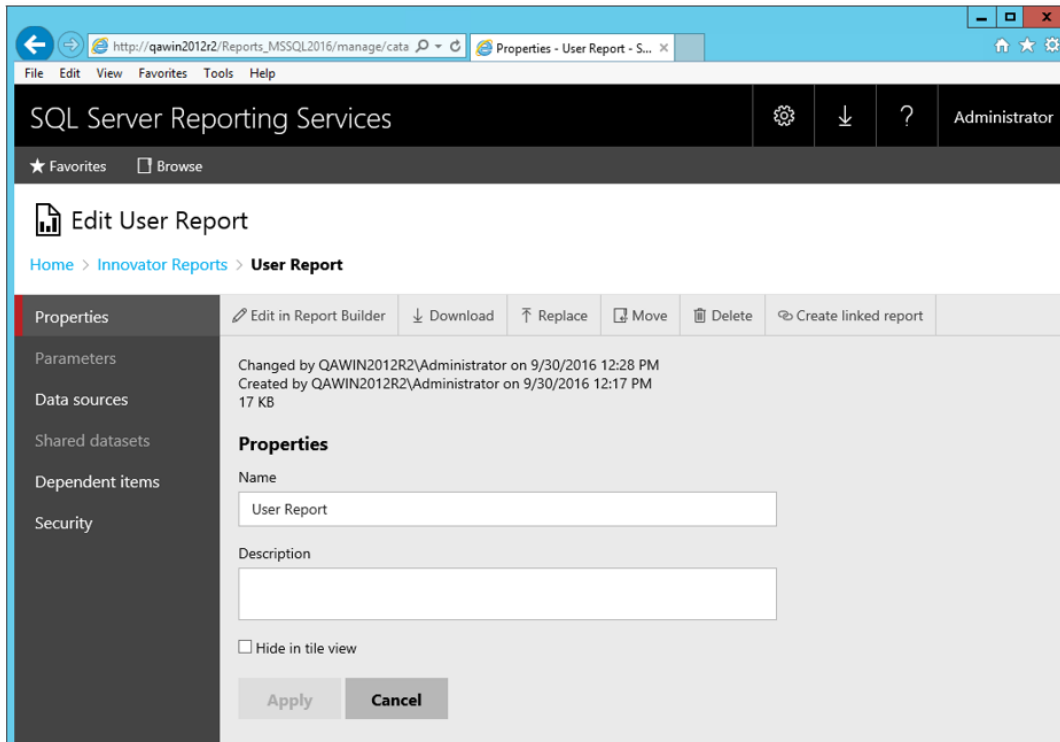 http://qawin2012r2/Reports_MSSQL2016/manage/cata
Properties - User Report - S...
File Edit View Favorites Tools Help
SQL Server Reporting Services
Administrator
Favorites Browse
Edit User Report
Home > Innovator Reports > User Report
Properties
Edit in Report Builder Download Replace Move Delete Create linked report
Parameters
Data sources
Shared datasets
Dependent items
Security
Changed by QAWIN2012R2\Administrator on 9/30/2016 12:28 PM
Created by QAWIN2012R2\Administrator on 9/30/2016 12:17 PM
17 KB
Properties
Name
User Report
Description
Hide in tile view
Apply Cancel